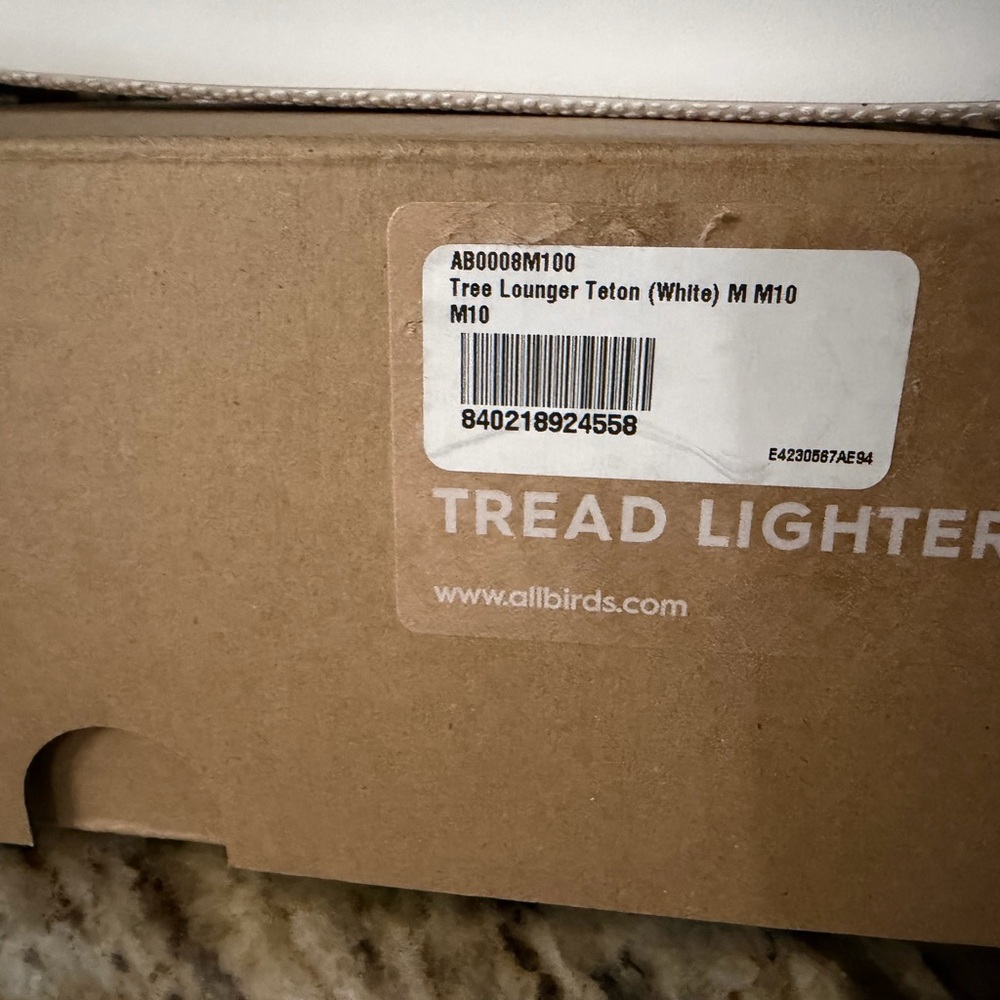 AB0008M100
Tree Lounger Teton (White) M M10
M10
840218924558
E4230567AE94
TREAD LIGHTER
www.allbirds.com